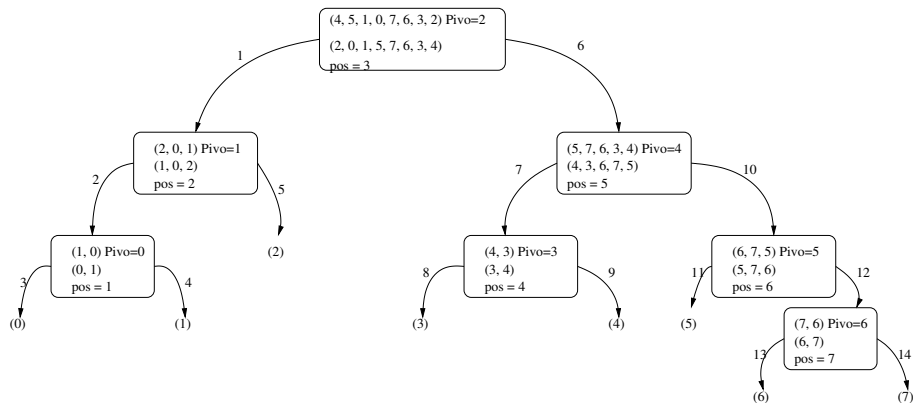 (4, 5, 1, 0, 7, 6, 3, 2) Pivo=2
(2, 0, 1, 5, 7, 6, 3, 4)
pos = 3
1
6
(2, 0, 1) Pivo=1
(1, 0, 2)
pos = 2
(5, 7, 6, 3, 4) Pivo=4
(4, 3, 6, 7, 5)
pos = 5
2
5
7
10
(2)
(1, 0) Pivo=0
(0, 1)
pos = 1
(4, 3) Pivo=3
(3, 4)
pos = 4
(6, 7, 5) Pivo=5
(5, 7, 6)
pos = 6
3
4
8
9
11
12
(0)
(1)
(3)
(4)
(5)
(7, 6) Pivo=6
(6, 7)
pos = 7
13
14
(6)
(7)